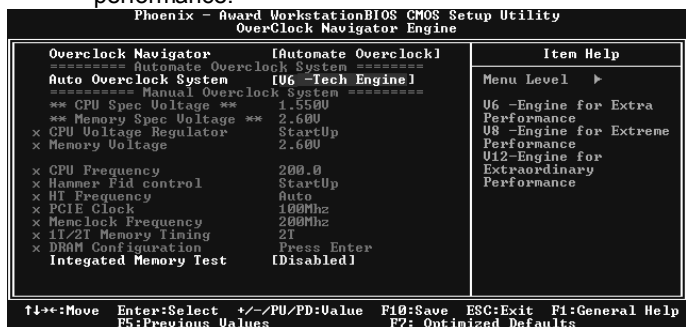 performance.
Phoenix - Award WorkstationBIOS CMOS Setup Utility
OverClock Navigator Engine
Overclock Navigator [Automate Overclock]
======== Automate Overclock System ========
Auto Overclock System [V6 -Tech Engine]
========== Manual Overclock System =========
** CPU Spec Voltage ** 1.550V
** Memory Spec Voltage ** 2.60V
x CPU Voltage Regulator StartUp
x Memory Voltage 2.60V
x CPU Frequency 200.0
x Hammer Fid control StartUp
x HT Frequency Auto
x PCIE Clock 100Mhz
x Memclock Frequency 200Mhz
x 1T/2T Memory Timing 2T
x DRAM Configuration Press Enter
Integated Memory Test [Disabled]
Item Help
Menu Level ►
V6 -Engine for Extra
Performance
V8 -Engine for Extreme
Performance
V12-Engine for
Extraordinary
Performance
↑↓→←:Move Enter:Select +/-/PU/PD:Value F10:Save ESC:Exit F1:General Help
F5:Previous Values F7: Optimized Defaults